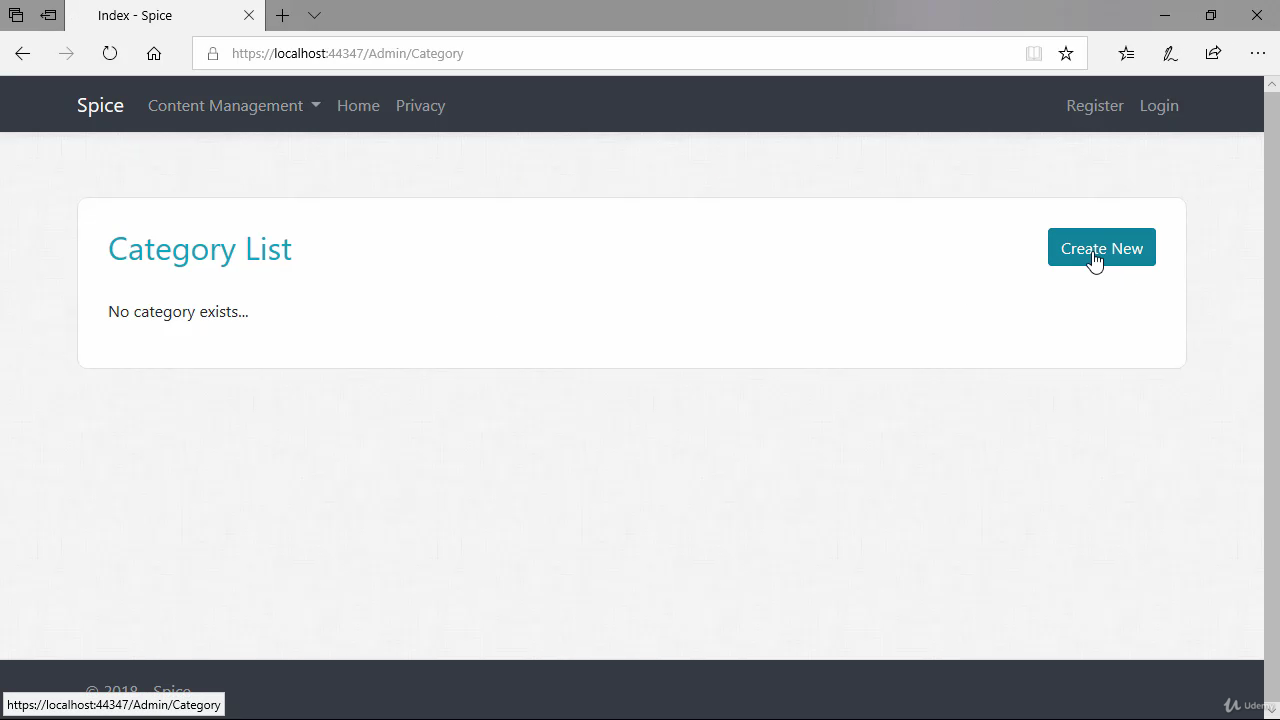 Index - Spice
https://localhost:44347/Admin/Category
Spice
Content Management
Home
Privacy
Register
Login
Category List
Create New
No category exists...
© 2018 - Spice
https://localhost:44347/Admin/Category